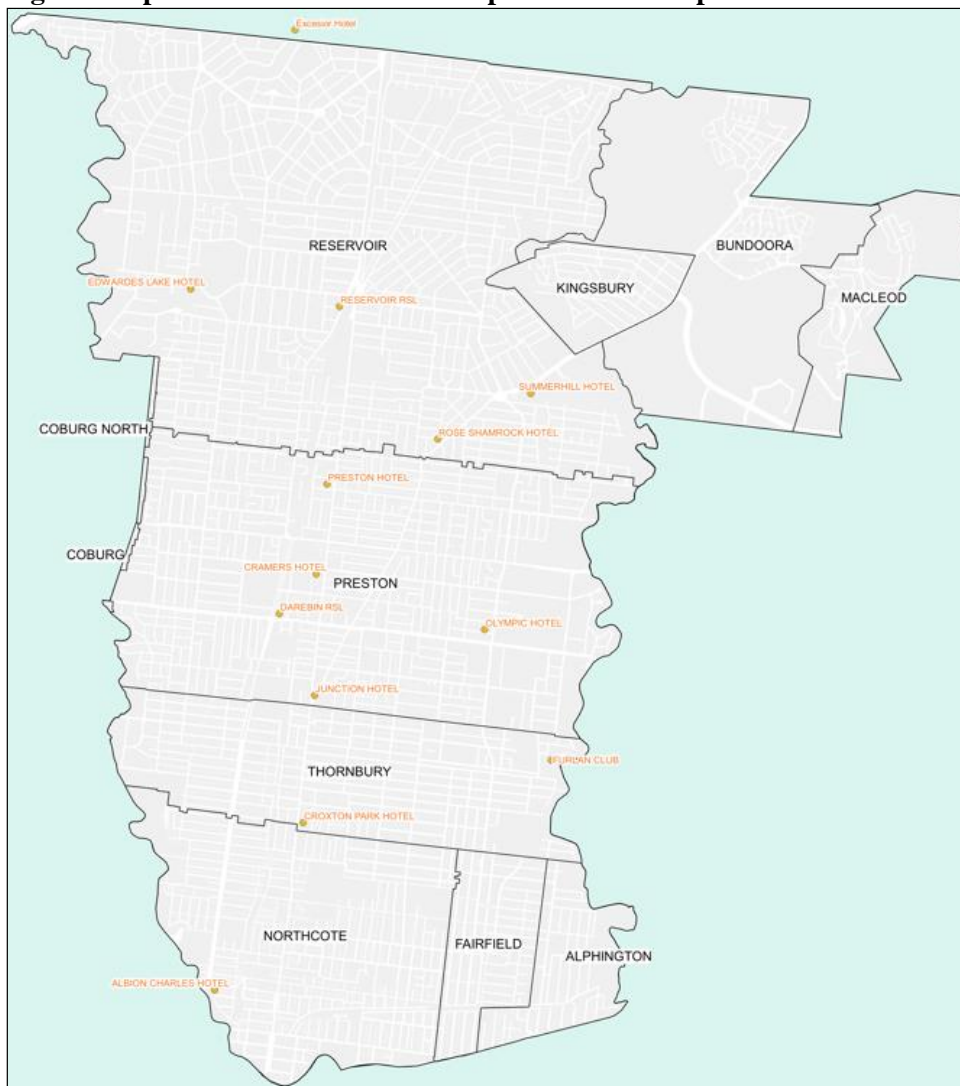 Excelsior Hotel
RESERVOIR
BUNDOORA
EDWARDES LAKE HOTEL
KINGSBURY
RESERVOIR RSL
MACLEOD
SUMMERHILL HOTEL
COBURG NORTH
ROSE SHAMROCK HOTEL
PRESTON HOTEL
COBURG
CRAMERS HOTEL
PRESTON
DAREBIN RSL
OLYMPIC HOTEL
JUNCTION HOTEL
FURLAN CLUB
THORNBURY
CROXTON PARK HOTEL
NORTHCOTE
FAIRFIELD
ALPHINGTON
ALBION CHARLES HOTEL